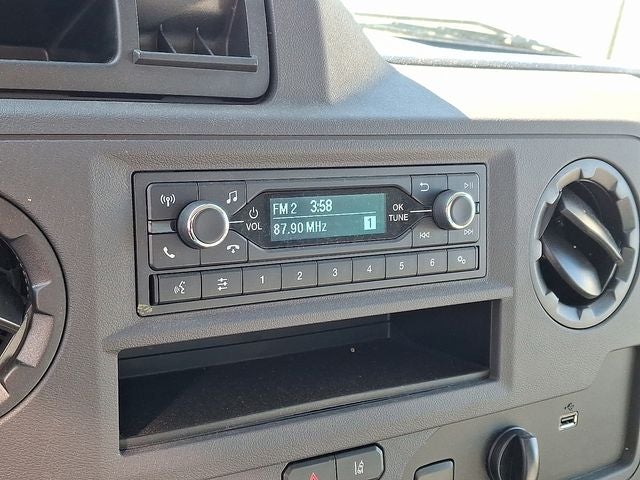 FM 2 3:58
87.90 MHz 1
VOL
OK
TUNE
1 2 3 4 5 6